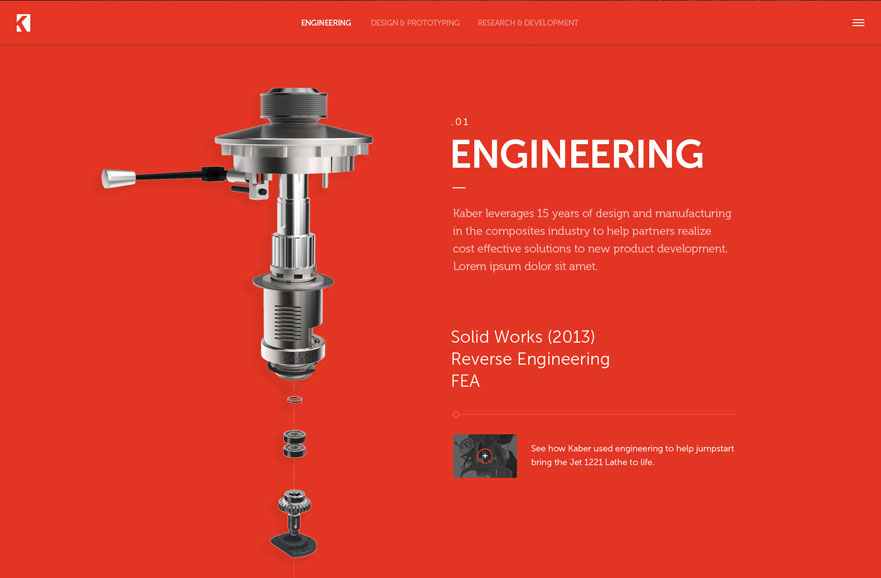 K
ENGINEERING DESIGN & PROTOTYPING RESEARCH & DEVELOPMENT
.01
ENGINEERING
Kaber leverages 15 years of design and manufacturing
in the composites industry to help partners realize
cost effective solutions to new product development.
Lorem ipsum dolor sit amet.
Solid Works (2013)
Reverse Engineering
FEA
See how Kaber used engineering to help jumpstart
bring the Jet 1221 Lathe to life.